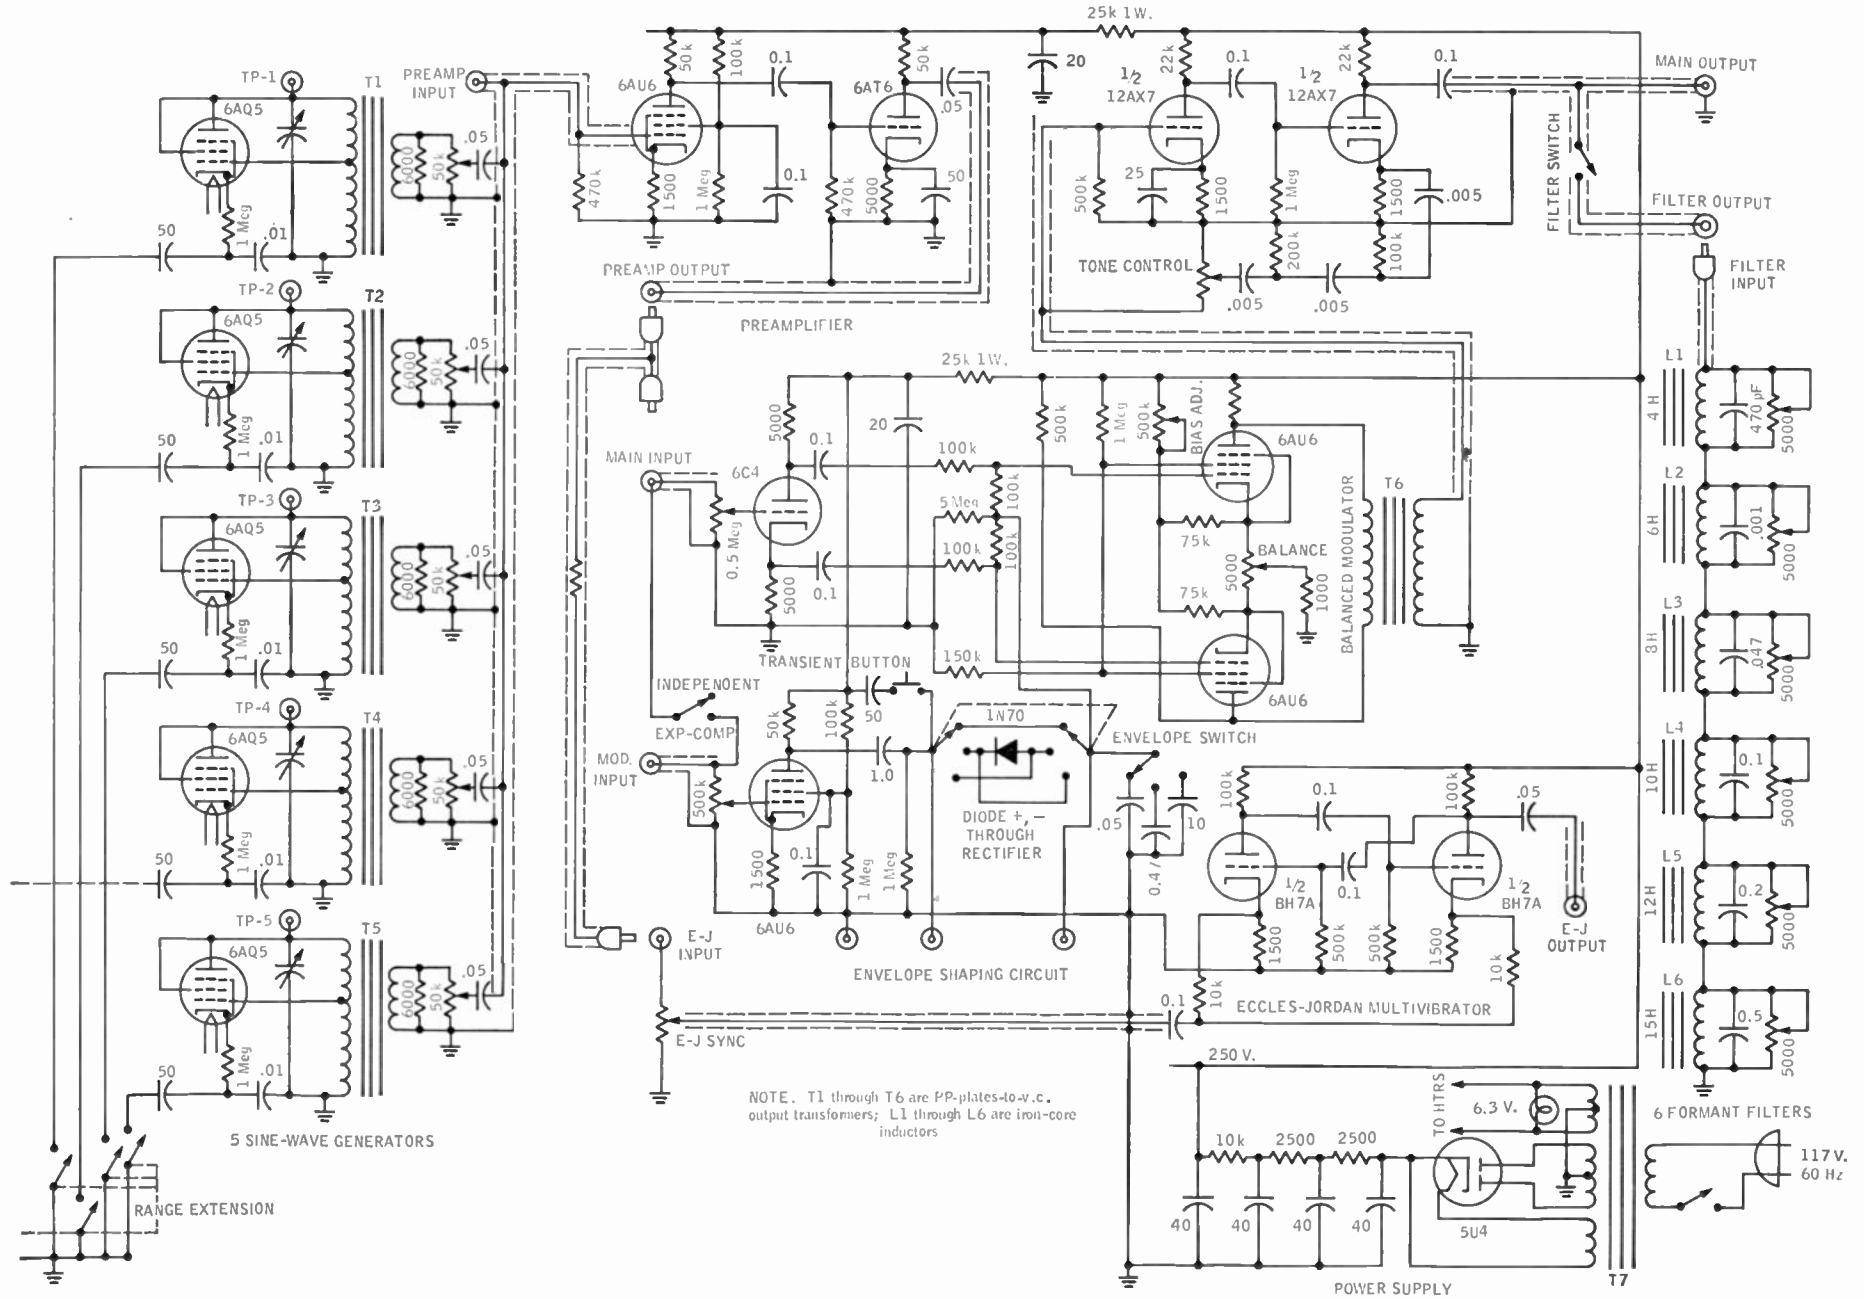 TP-1
6AQ5
T1
6000
50k
.05
1 Meg
50
.01
TP-2
6AQ5
T2
6000
50k
.05
1 Meg
50
.01
TP-3
6AQ5
T3
6000
50k
.05
1 Meg
50
.01
TP-4
6AQ5
T4
6000
50k
.05
1 Meg
50
.01
TP-5
6AQ5
T5
6000
50k
.05
1 Meg
50
.01
5 SINE-WAVE GENERATORS
RANGE EXTENSION
PREAMP
INPUT
6AU6
50k
100k
0.1
6AT6
50k
.05
470k
1500
1 Meg
0.1
470k
5000
50
PREAMP OUTPUT
PREAMPLIFIER
25k 1W.
20
1/2
12AX7
22k
0.1
1/2
12AX7
22k
0.1
500k
25
1500
1 Meg
1500
.005
200k
100k
TONE CONTROL
.005
.005
MAIN OUTPUT
FILTER SWITCH
FILTER OUTPUT
FILTER
INPUT
25k 1W.
5000
20
0.1
MAIN INPUT
6C4
0.5 Meg
5000
0.1
100k
5 Meg
100k
100k
100k
150k
500k
1 Meg
500k
BIAS ADJ.
6AU6
75k
BALANCE
5000
1000
75k
6AU6
BALANCED MODULATOR
T6
TRANSIENT BUTTON
INDEPENDENT
EXP-COMP
50k
100k
50
MOD.
INPUT
500k
1.0
1N70
ENVELOPE SWITCH
DIODE +, -
THROUGH
RECTIFIER
.05
10
0.47
1500
0.1
1 Meg
1 Meg
6AU6
E-J
INPUT
ENVELOPE SHAPING CIRCUIT
E-J SYNC
100k
0.1
100k
.05
1/2
BH7A
0.1
1/2
BH7A
E-J
OUTPUT
1500
500k
500k
1500
10k
0.1
10k
ECCLES-JORDAN MULTIVIBRATOR
NOTE. T1 through T6 are PP-plates-to-v.c.
output transformers; L1 through L6 are iron-core
inductors
250 V.
TO HTRS
6.3 V.
10k
2500
2500
40
40
40
40
5U4
T7
POWER SUPPLY
L1
4 H
470 pF
5000
L2
6H
.001
5000
L3
8H
.047
5000
L4
10H
0.1
5000
L5
12H
0.2
5000
L6
15H
0.5
5000
6 FORMANT FILTERS
117 V.
60 Hz